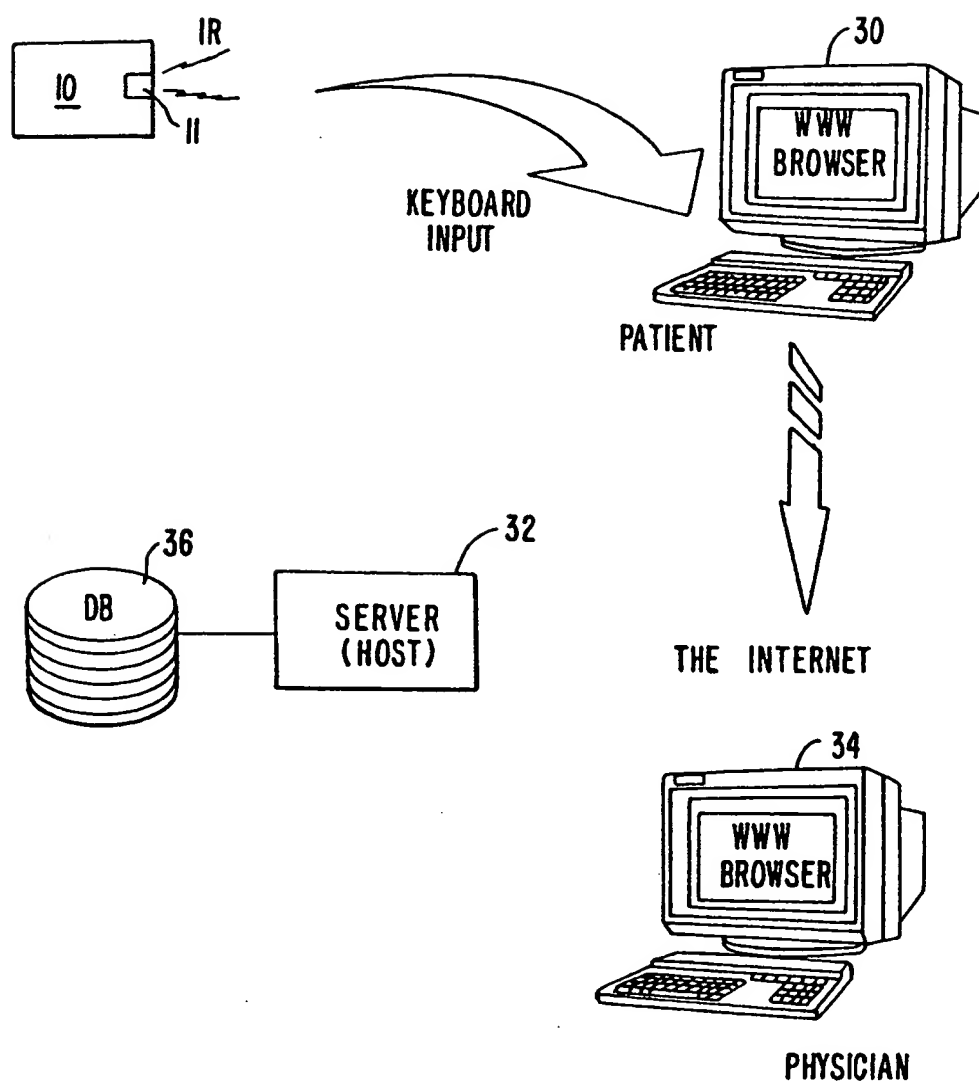 IR
10
11
30
WWW
BROWSER
KEYBOARD
INPUT
PATIENT
36
32
DB
SERVER
(HOST)
THE INTERNET
34
WWW
BROWSER
PHYSICIAN